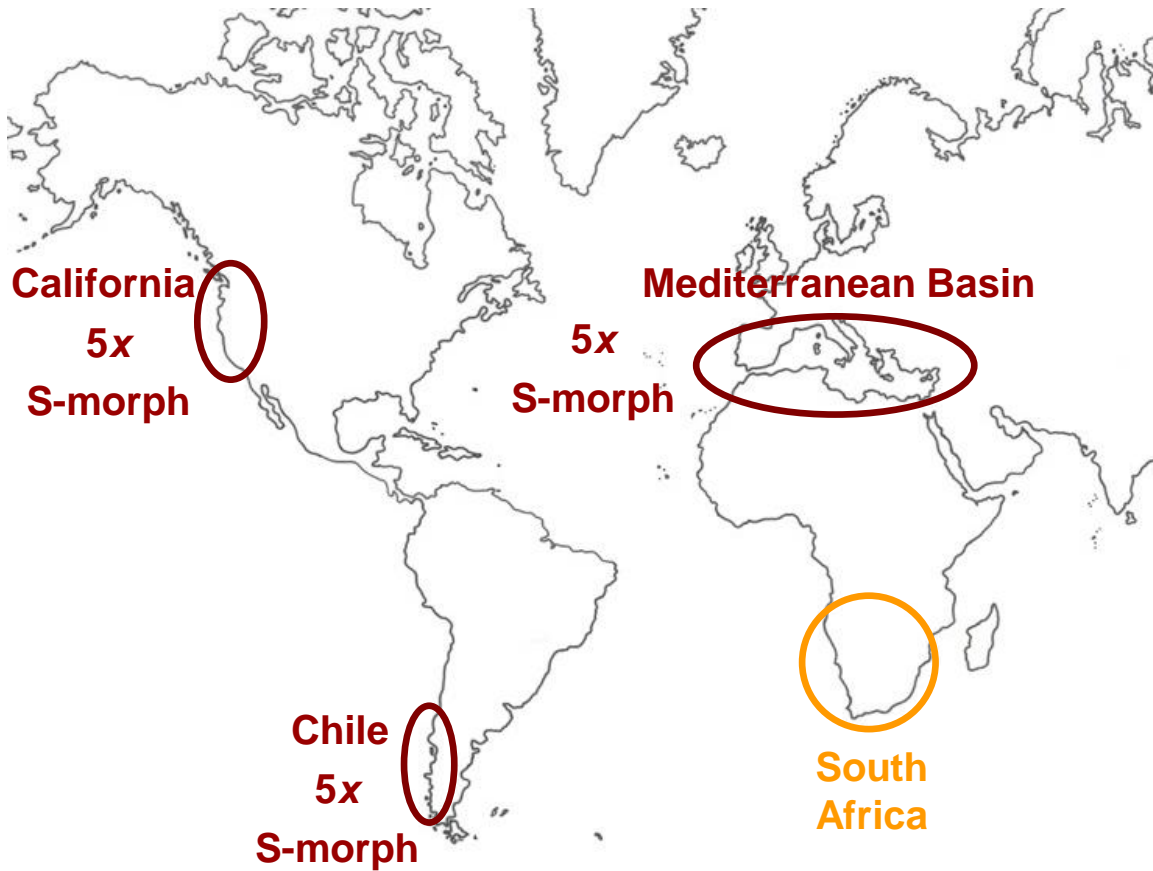 California
5x
S-morph
Mediterranean Basin
5x
S-morph
Chile
5x
S-morph
South
Africa